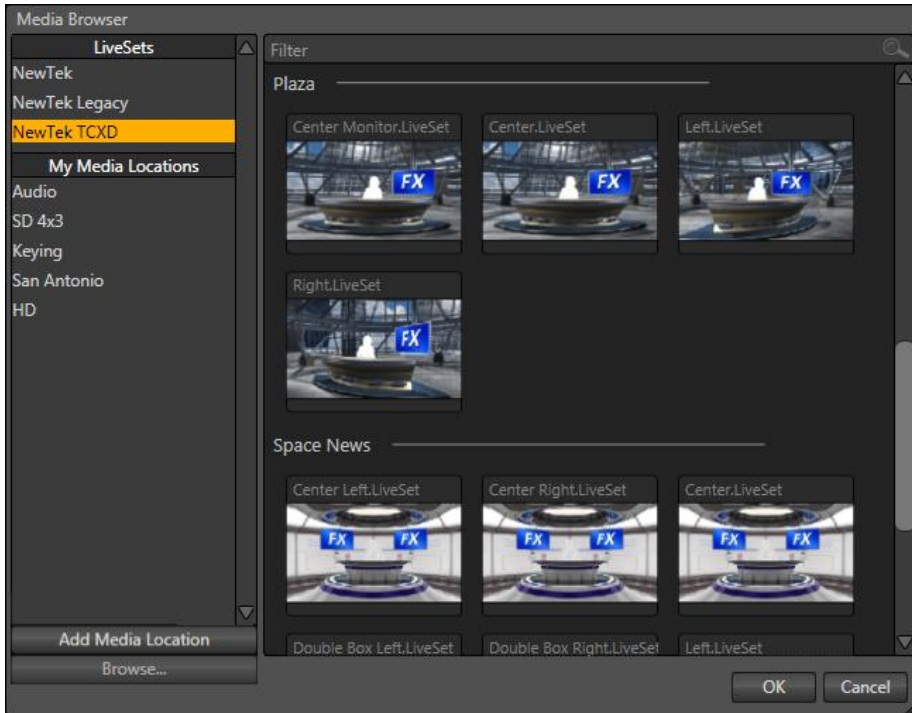 Media Browser
LiveSets
NewTek
NewTek Legacy
NewTek TCXD
My Media Locations
Audio
SD 4x3
Keying
San Antonio
HD
Add Media Location
Browse...
Filter
Plaza
Center Monitor.LiveSet Center.LiveSet Left.LiveSet
FX FX FX
Right.LiveSet
FX
Space News
Center Left.LiveSet Center Right.LiveSet Center.LiveSet
FX FX FX FX FX FX
Double Box Left.LiveSet Double Box Right.LiveSet Left.LiveSet
OK Cancel